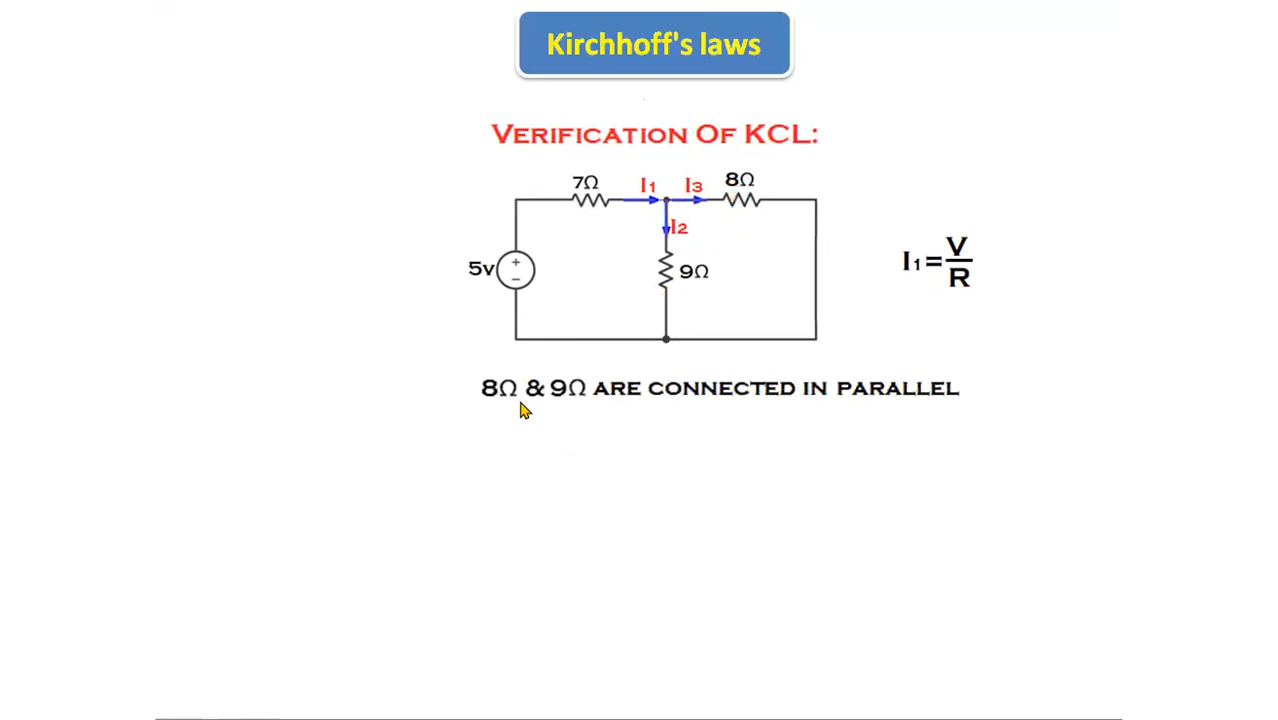 Kirchhoff's laws
VERIFICATION OF KCL:
7Ω I1 I3 8Ω
I2
5v + − 9Ω
I1=V/R
8Ω & 9Ω ARE CONNECTED IN PARALLEL